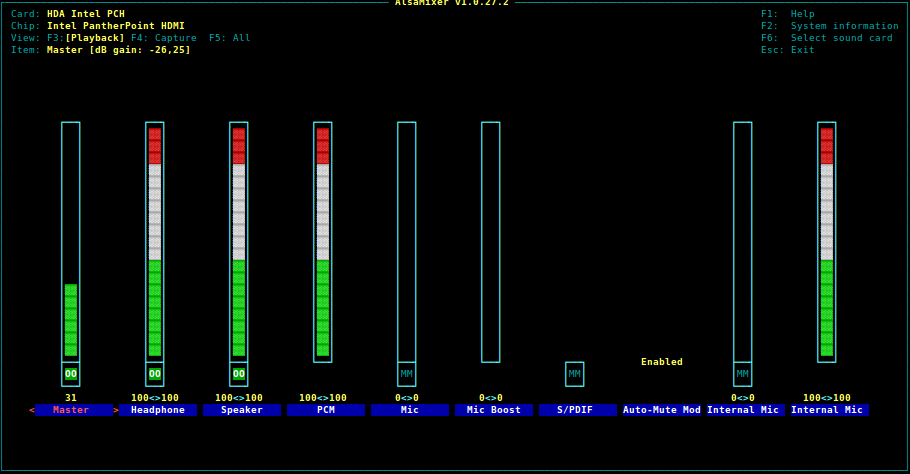 AlsaMixer v1.0.27.2
Card: HDA Intel PCH F1: Help
Chip: Intel PantherPoint HDMI F2: System information
View: F3:[Playback] F4: Capture F5: All F6: Select sound card
Item: Master [dB gain: -26,25] Esc: Exit
Enabled
OO OO OO MM MM MM
31 100<>100 100<>100 100<>100 0<>0 0<>0 0<>0 100<>100
< Master > Headphone Speaker PCM Mic Mic Boost S/PDIF Auto-Mute Mod Internal Mic Internal Mic